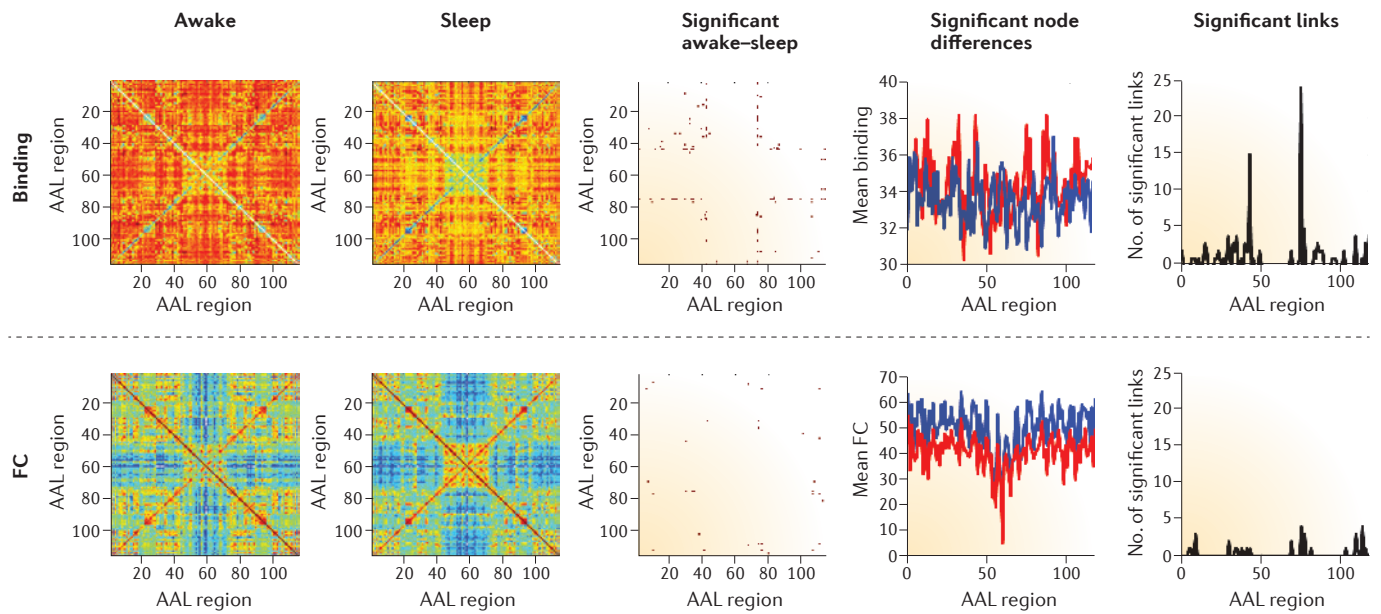 Awake
Sleep
Significant
awake–sleep
Significant node
differences
Significant links
Binding
AAL region
20
40
60
80
100
20 40 60 80 100
AAL region
AAL region
20
40
60
80
100
20 40 60 80 100
AAL region
20
40
60
80
100
20 40 60 80 100
AAL region
Mean binding
40
38
36
34
32
30
0 50 100
AAL region
No. of significant links
25
20
15
10
5
0
0 50 100
AAL region
FC
AAL region
20
40
60
80
100
20 40 60 80 100
AAL region
AAL region
20
40
60
80
100
20 40 60 80 100
AAL region
20
40
60
80
100
20 40 60 80 100
AAL region
Mean FC
70
60
50
40
30
20
10
0
0 50 100
AAL region
No. of significant links
25
20
15
10
5
0
0 50 100
AAL region